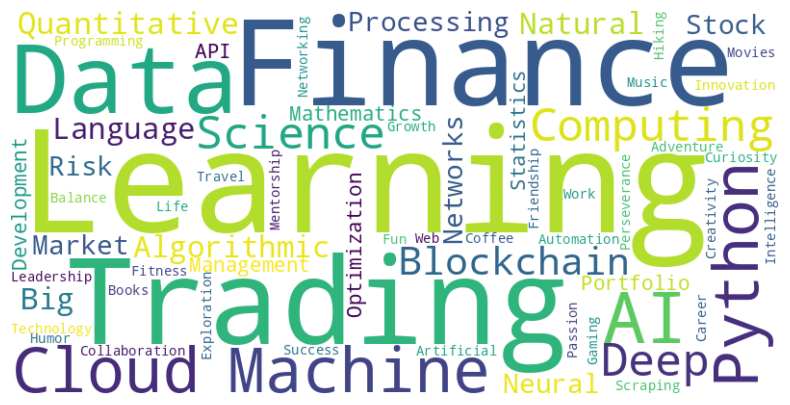 Quantitative
Programming
API
Data
Finance
Networking
Processing
Natural
Hiking
Stock
Movies
Music
Innovation
Language
Science
Mathematics
Growth
Statistics
Computing
Networks
Learning
Development
Risk
Balance
Travel
Life
Mentorship
Optimization
Friendship
Work
Adventure
Curiosity
Perseverance
Creativity
Intelligence
Python
Market
Algorithmic
Management
Fun
Web
Coffee
Automation
Blockchain
Leadership
Fitness
Books
Big
Trading
Exploration
Portfolio
AI
Career
Technology
Humor
Collaboration
Success
Artificial
Passion
Gaming
Deep
Cloud
Machine
Neural
Scraping